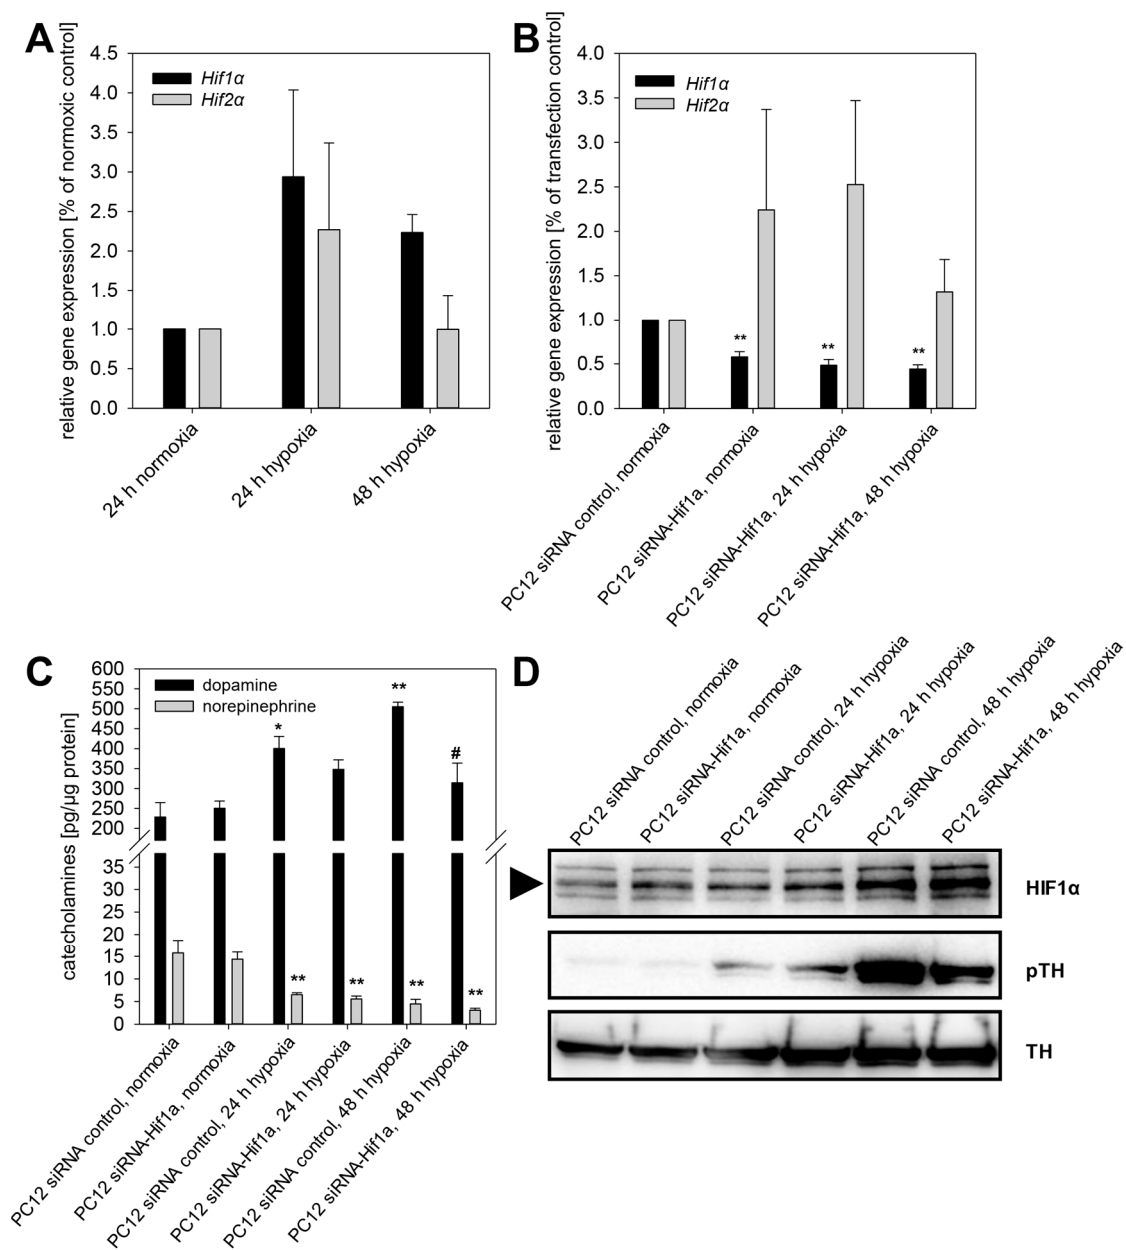 A
relative gene expression [% of normoxic control]
4.5
4.0
3.5
3.0
2.5
2.0
1.5
1.0
0.5
0.0
Hif1α
Hif2α
24 h normoxia
24 h hypoxia
48 h hypoxia
B
relative gene expression [% of transfection control]
4.0
3.5
3.0
2.5
2.0
1.5
1.0
0.5
0.0
Hif1α
Hif2α
**
**
**
PC12 siRNA control, normoxia
PC12 siRNA-Hif1a, normoxia
PC12 siRNA-Hif1a, 24 h hypoxia
PC12 siRNA-Hif1a, 48 h hypoxia
C
catecholamines [pg/µg protein]
600
550
500
450
400
350
300
250
200
35
30
25
20
15
10
5
0
dopamine
norepinephrine
*
**
#
**
**
**
**
PC12 siRNA control, normoxia
PC12 siRNA-Hif1a, normoxia
PC12 siRNA control, 24 h hypoxia
PC12 siRNA-Hif1a, 24 h hypoxia
PC12 siRNA control, 48 h hypoxia
PC12 siRNA-Hif1a, 48 h hypoxia
D
PC12 siRNA control, normoxia
PC12 siRNA-Hif1a, normoxia
PC12 siRNA control, 24 h hypoxia
PC12 siRNA-Hif1a, 24 h hypoxia
PC12 siRNA control, 48 h hypoxia
PC12 siRNA-Hif1a, 48 h hypoxia
HIF1α
pTH
TH